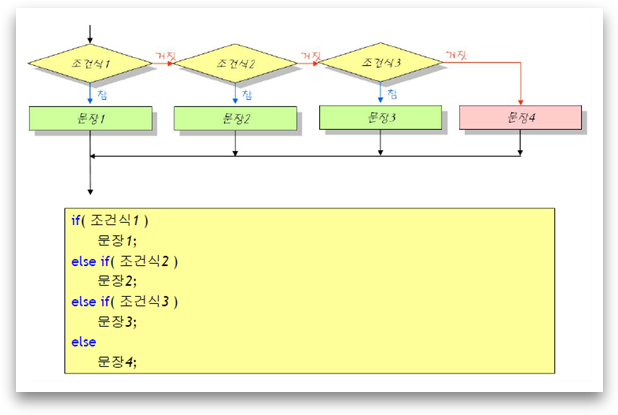 조건식1 거짓 조건식2 거짓 조건식3 거짓
참 참 참
문장1 문장2 문장3 문장4
if( 조건식1 )
문장1;
else if( 조건식2 )
문장2;
else if( 조건식3 )
문장3;
else
문장4;